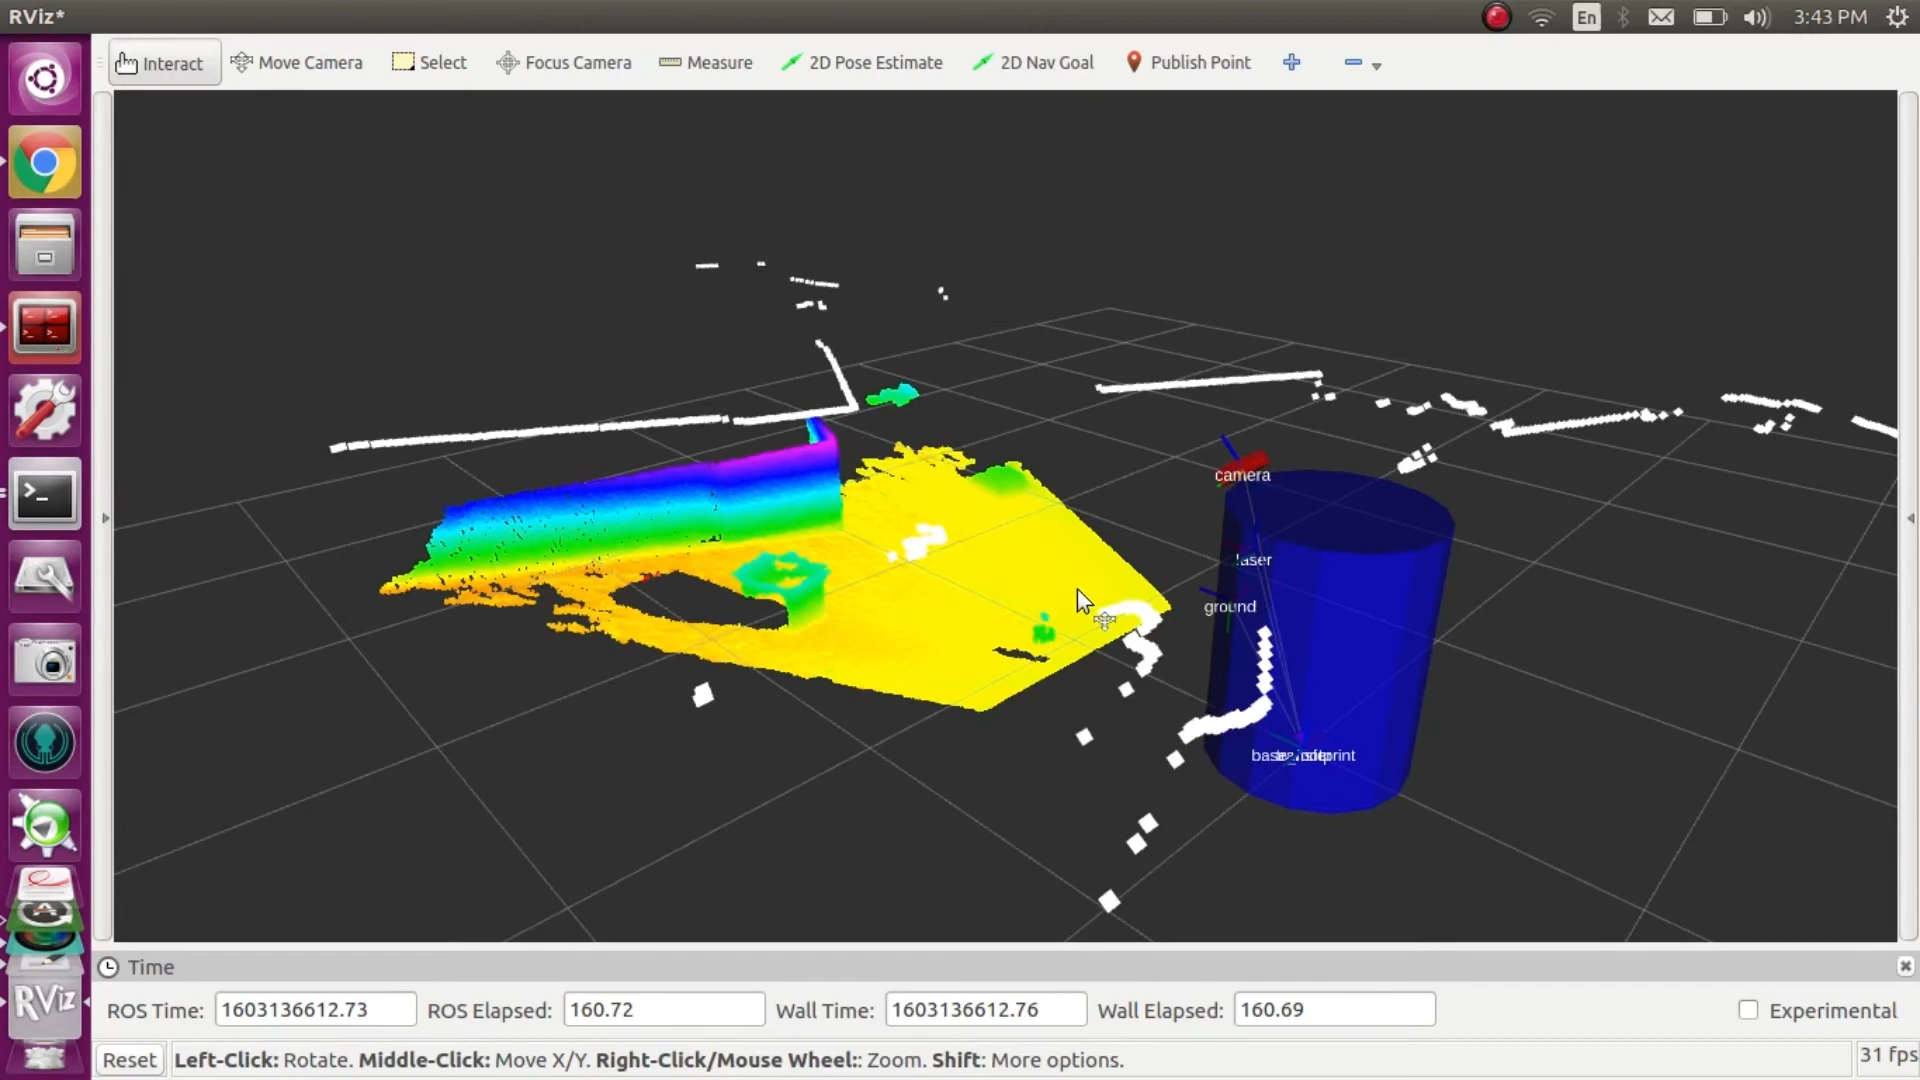 RViz*
En
3:43 PM
Interact Move Camera Select Focus Camera Measure 2D Pose Estimate 2D Nav Goal Publish Point
camera
laser
ground
Time
ROS Time: 1603136612.73 ROS Elapsed: 160.72 Wall Time: 1603136612.76 Wall Elapsed: 160.69 Experimental
RViz
Reset Left-Click: Rotate. Middle-Click: Move X/Y. Right-Click/Mouse Wheel:: Zoom. Shift: More options. 31 fps